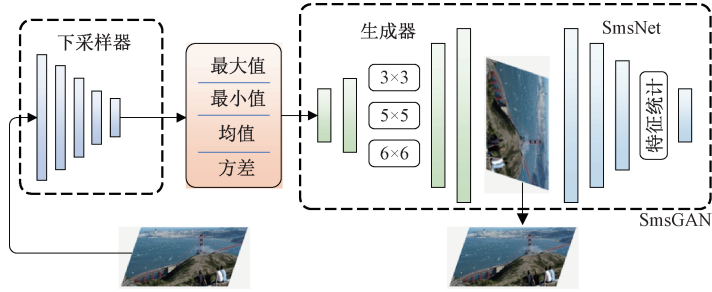 下采样器
最大值
最小值
均值
方差
生成器
3×3
5×5
6×6
SmsNet
特征统计
SmsGAN